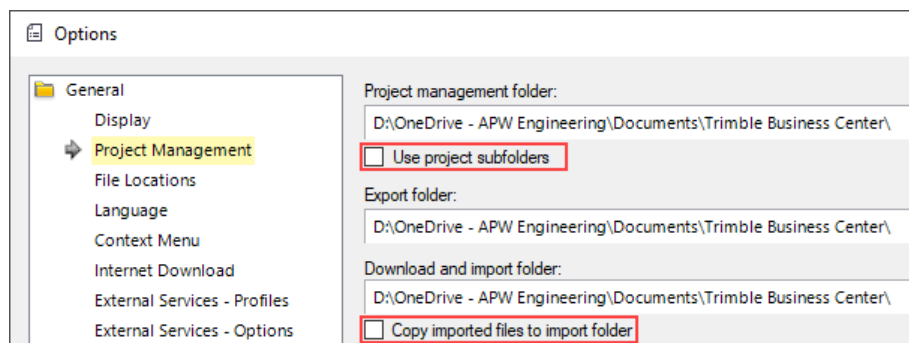 Options
General
Display
Project Management
File Locations
Language
Context Menu
Internet Download
External Services - Profiles
External Services - Options
Project management folder:
D:\OneDrive - APW Engineering\Documents\Trimble Business Center\
Use project subfolders
Export folder:
D:\OneDrive - APW Engineering\Documents\Trimble Business Center\
Download and import folder:
D:\OneDrive - APW Engineering\Documents\Trimble Business Center\
Copy imported files to import folder